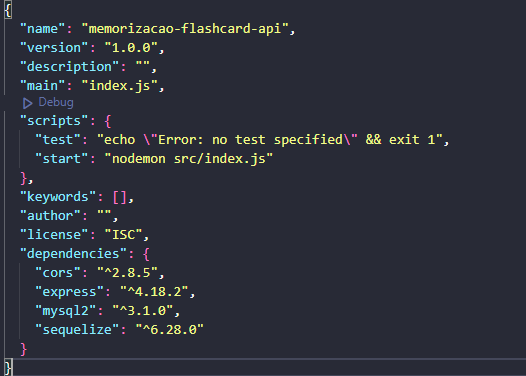 {
"name": "memorizacao-flashcard-api",
"version": "1.0.0",
"description": "",
"main": "index.js",
Debug
"scripts": {
"test": "echo \"Error: no test specified\" && exit 1",
"start": "nodemon src/index.js"
},
"keywords": [],
"author": "",
"license": "ISC",
"dependencies": {
"cors": "^2.8.5",
"express": "^4.18.2",
"mysql2": "^3.1.0",
"sequelize": "^6.28.0"
}
}